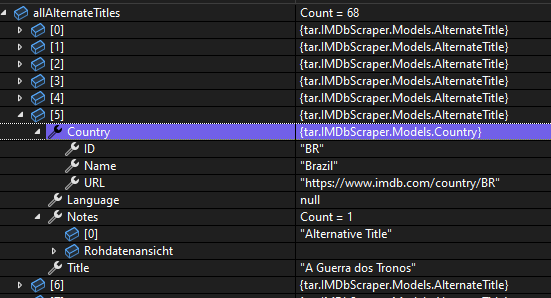 allAlternateTitles Count = 68
[0] {tar.IMDbScraper.Models.AlternateTitle}
[1] {tar.IMDbScraper.Models.AlternateTitle}
[2] {tar.IMDbScraper.Models.AlternateTitle}
[3] {tar.IMDbScraper.Models.AlternateTitle}
[4] {tar.IMDbScraper.Models.AlternateTitle}
[5] {tar.IMDbScraper.Models.AlternateTitle}
Country {tar.IMDbScraper.Models.Country}
ID "BR"
Name "Brazil"
URL "https://www.imdb.com/country/BR"
Language null
Notes Count = 1
[0] "Alternative Title"
Rohdatenansicht
Title "A Guerra dos Tronos"
[6] {tar.IMDbScraper.Models.AlternateTitle}